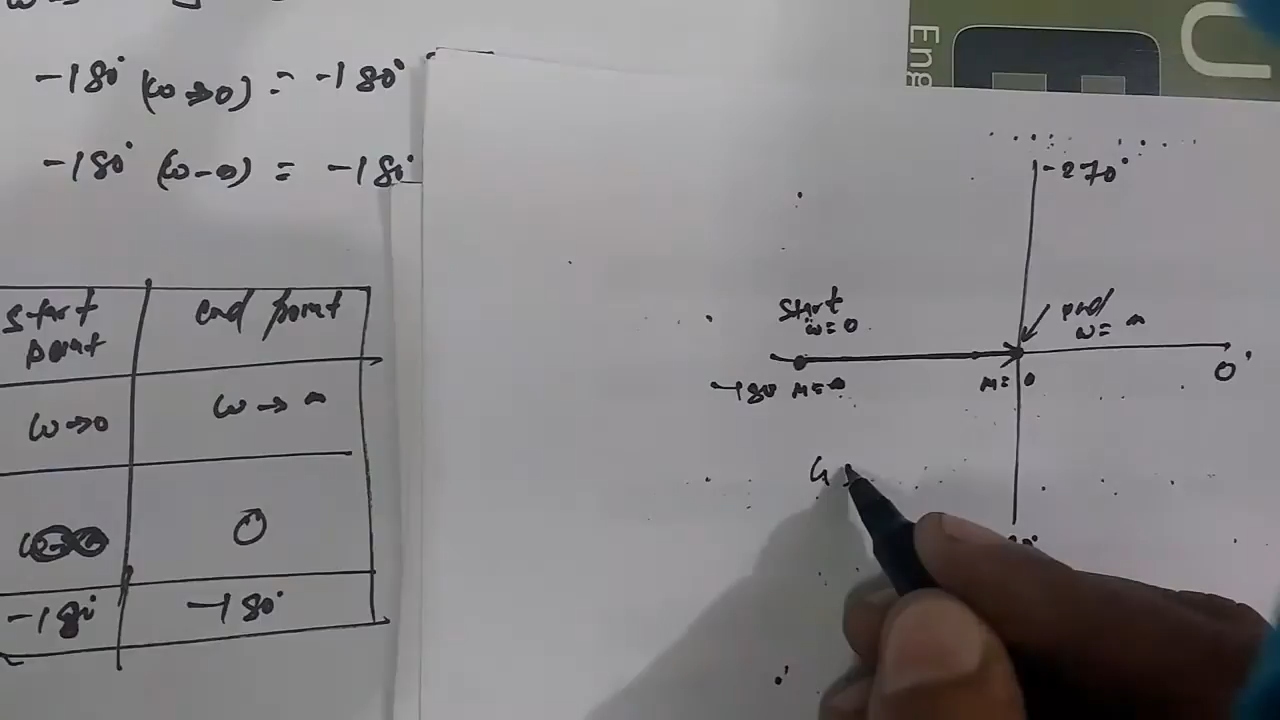 -180° (ω→0) = -180°
-180° (ω-∞) = -180°
start point
end point
ω→0
ω→∞
0
-180°
-180°
Eng
-270°
start
ω=0
end
ω=∞
-180
M=∞
M=0
0°
G